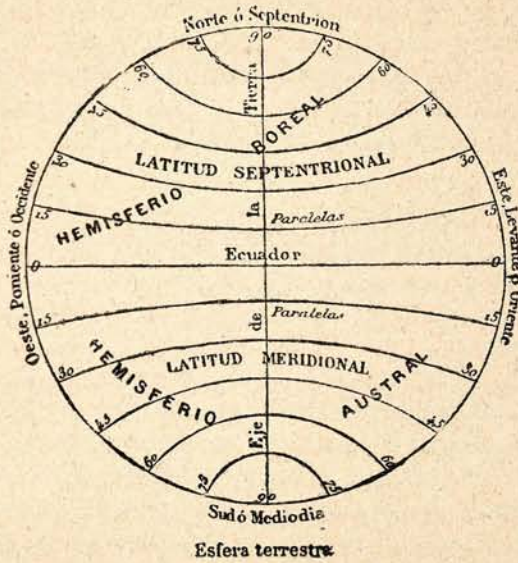 Norte ó Septentrion
90
75 75
60 60
45 45
Tierra
BOREAL
LATITUD SEPTENTRIONAL
30 30
HEMISFERIO
15 15
la
Paralelas
Oeste, Poniente ó Occidente
Este Levante ó Oriente
Ecuador
0 0
de
Paralelas
15 15
LATITUD MERIDIONAL
30 30
HEMISFERIO AUSTRAL
45 45
Eje
60 60
75 75
90
Sudó Mediodia
Esfera terrestra